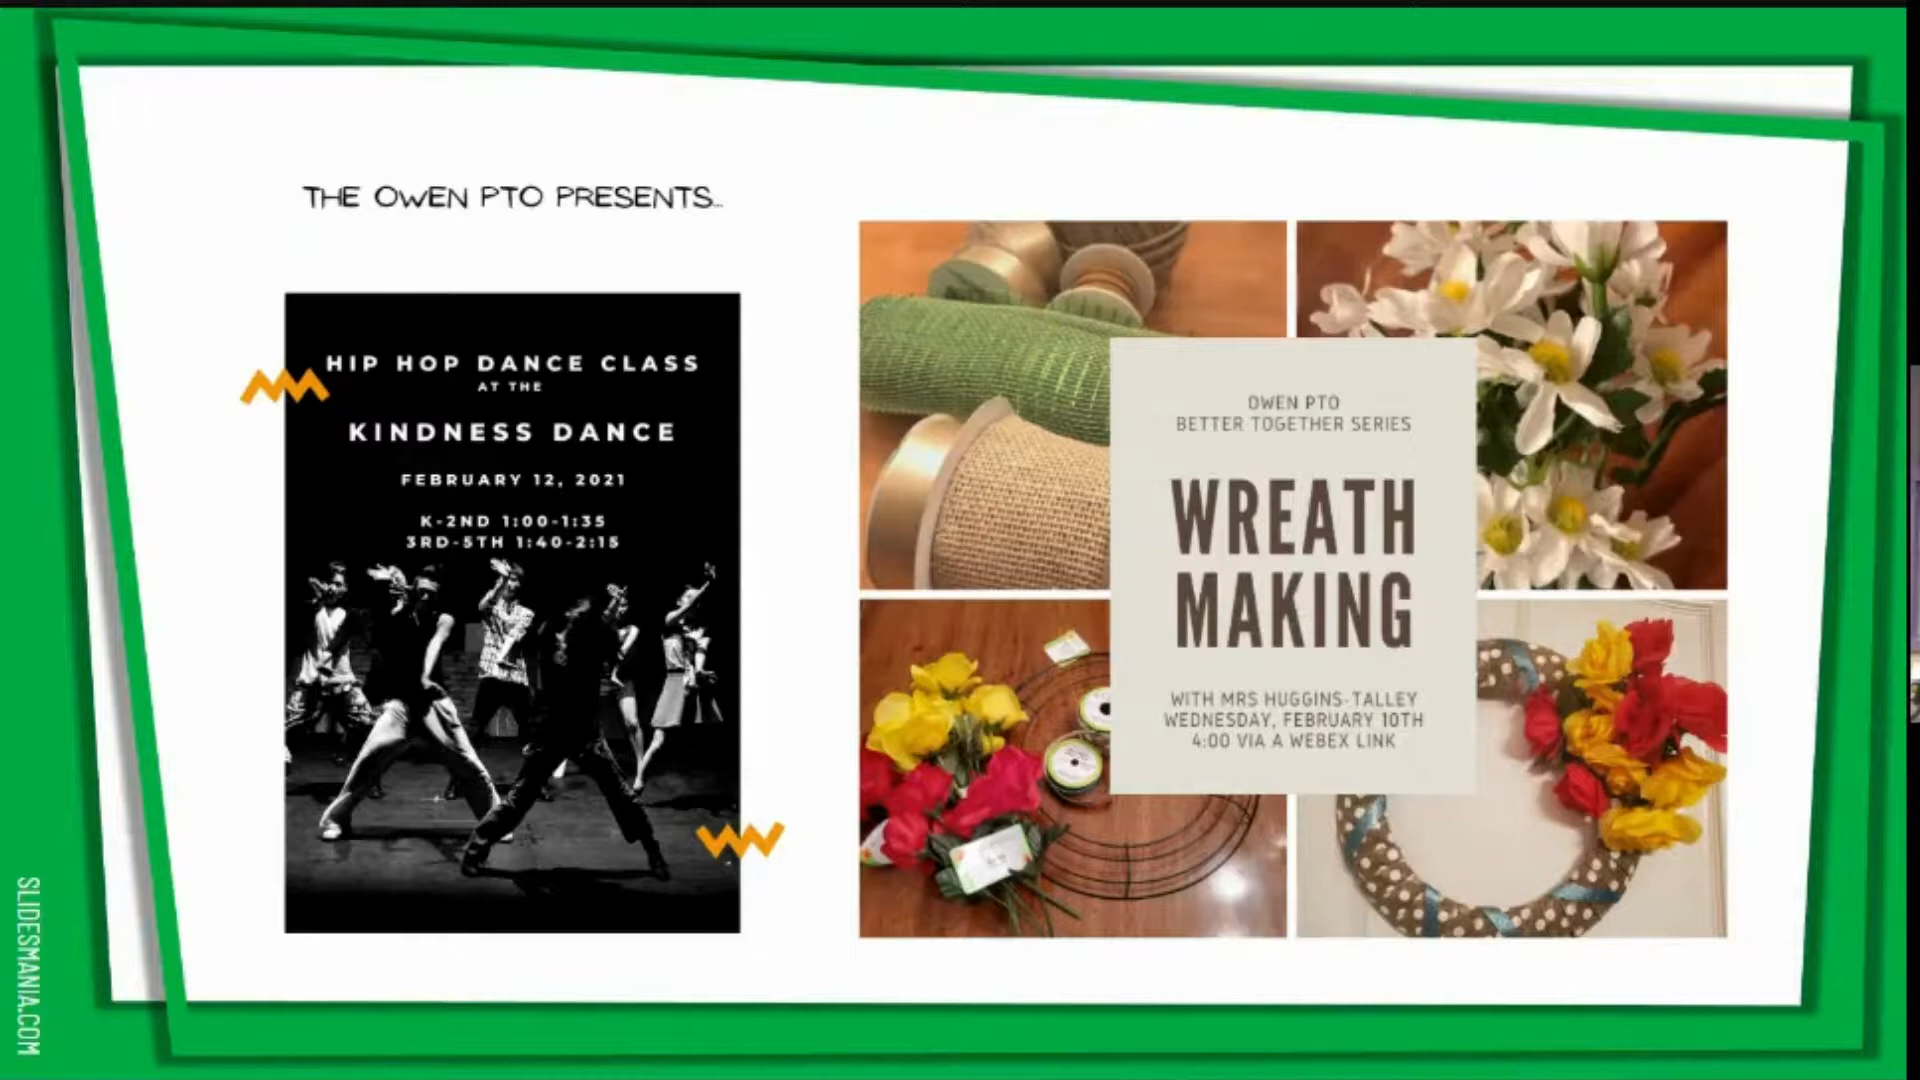 THE OWEN PTO PRESENTS...
HIP HOP DANCE CLASS
AT THE
KINDNESS DANCE
FEBRUARY 12, 2021
K-2ND 1:00-1:35
3RD-5TH 1:40-2:15
OWEN PTO
BETTER TOGETHER SERIES
WREATH
MAKING
WITH MRS HUGGINS-TALLEY
WEDNESDAY, FEBRUARY 10TH
4:00 VIA A WEBEX LINK
SLIDESMANIA.COM